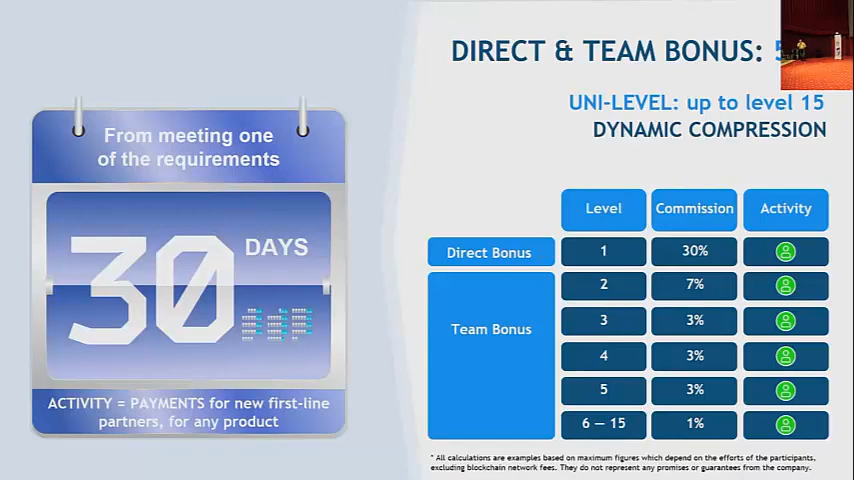 DIRECT & TEAM BONUS:
UNI-LEVEL: up to level 15
DYNAMIC COMPRESSION
From meeting one
of the requirements
30 DAYS
ACTIVITY = PAYMENTS for new first-line
partners, for any product
Level Commission Activity
Direct Bonus 1 30%
2 7%
Team Bonus 3 3%
4 3%
5 3%
6 — 15 1%
* All calculations are examples based on maximum figures which depend on the efforts of the participants,
excluding blockchain network fees. They do not represent any promises or guarantees from the company.